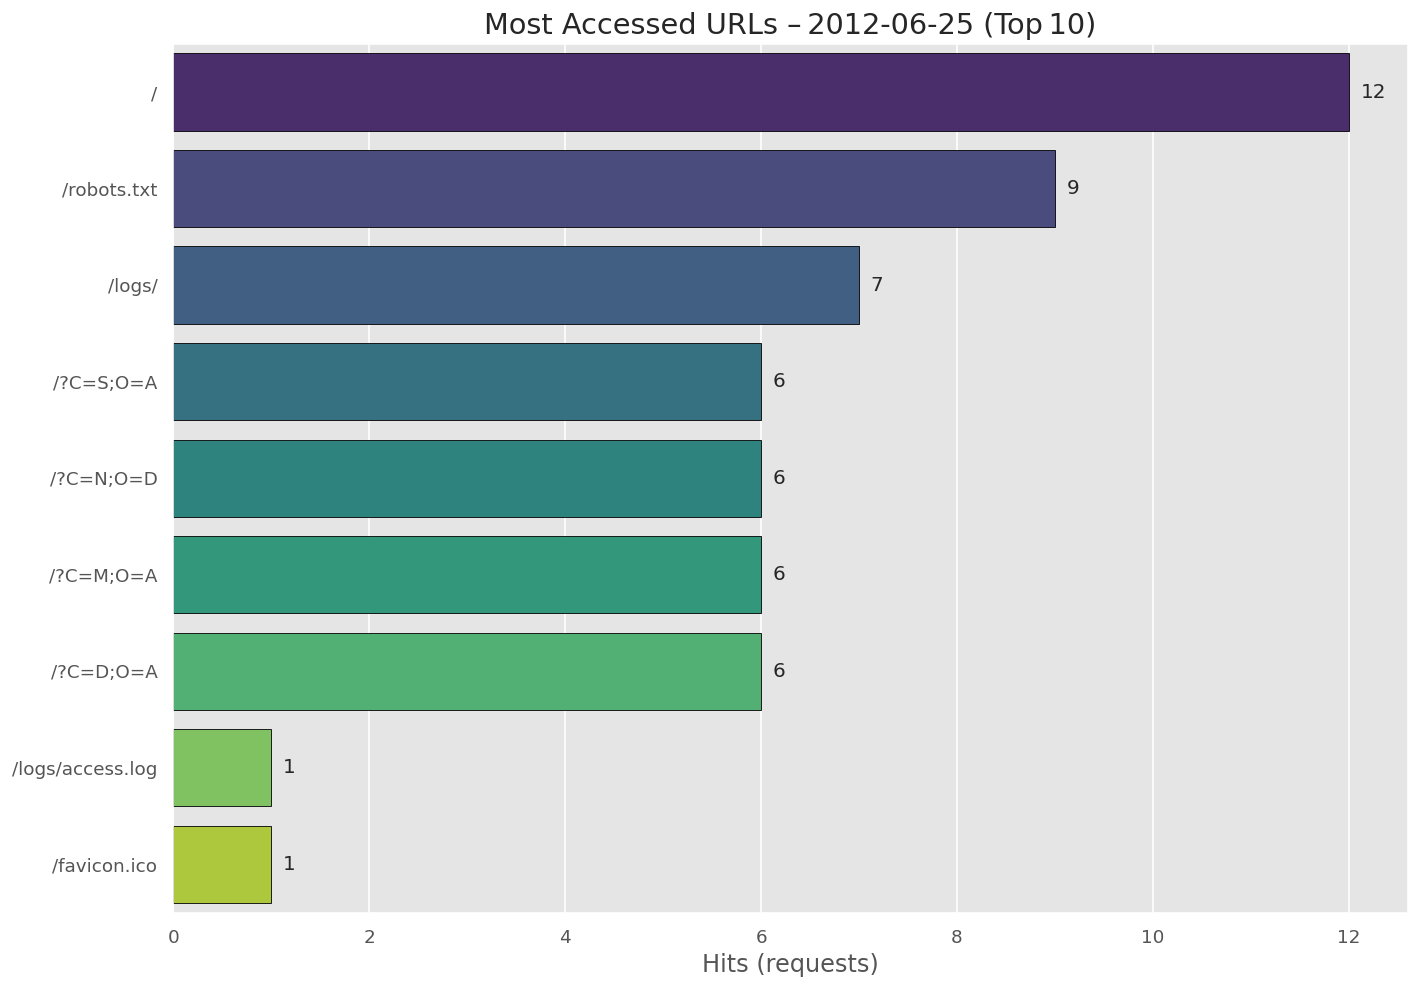 Most Accessed URLs – 2012-06-25 (Top 10)
/
12
/robots.txt
9
/logs/
7
/?C=S;O=A
6
/?C=N;O=D
6
/?C=M;O=A
6
/?C=D;O=A
6
/logs/access.log
1
/favicon.ico
1
0 2 4 6 8 10 12
Hits (requests)